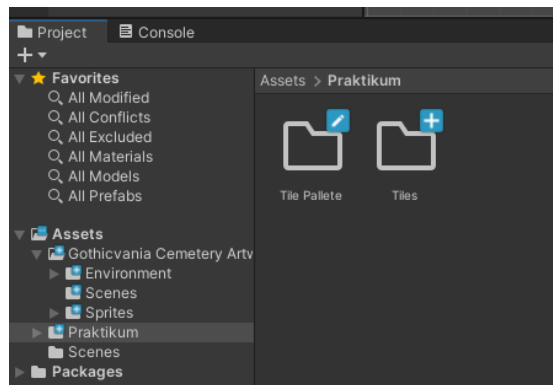 Project
Console
Favorites
All Modified
All Conflicts
All Excluded
All Materials
All Models
All Prefabs
Assets
Gothicvania Cemetery Artv
Environment
Scenes
Sprites
Praktikum
Scenes
Packages
Assets > Praktikum
Tile Pallete
Tiles